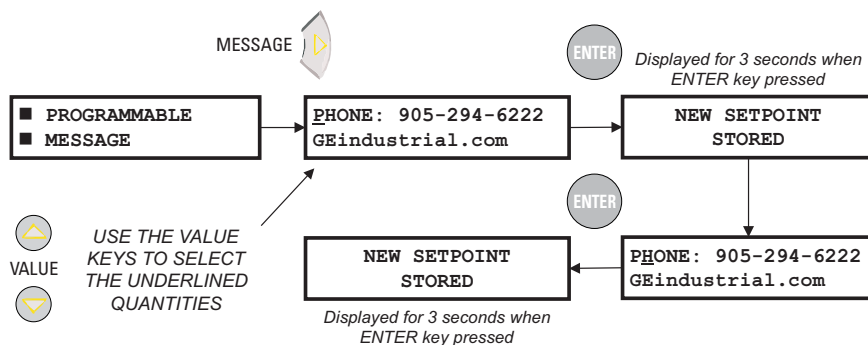 MESSAGE
ENTER
Displayed for 3 seconds when
ENTER key pressed
■ PROGRAMMABLE
■ MESSAGE
PHONE: 905-294-6222
GEindustrial.com
NEW SETPOINT
STORED
ENTER
VALUE
USE THE VALUE
KEYS TO SELECT
THE UNDERLINED
QUANTITIES
NEW SETPOINT
STORED
PHONE: 905-294-6222
GEindustrial.com
Displayed for 3 seconds when
ENTER key pressed